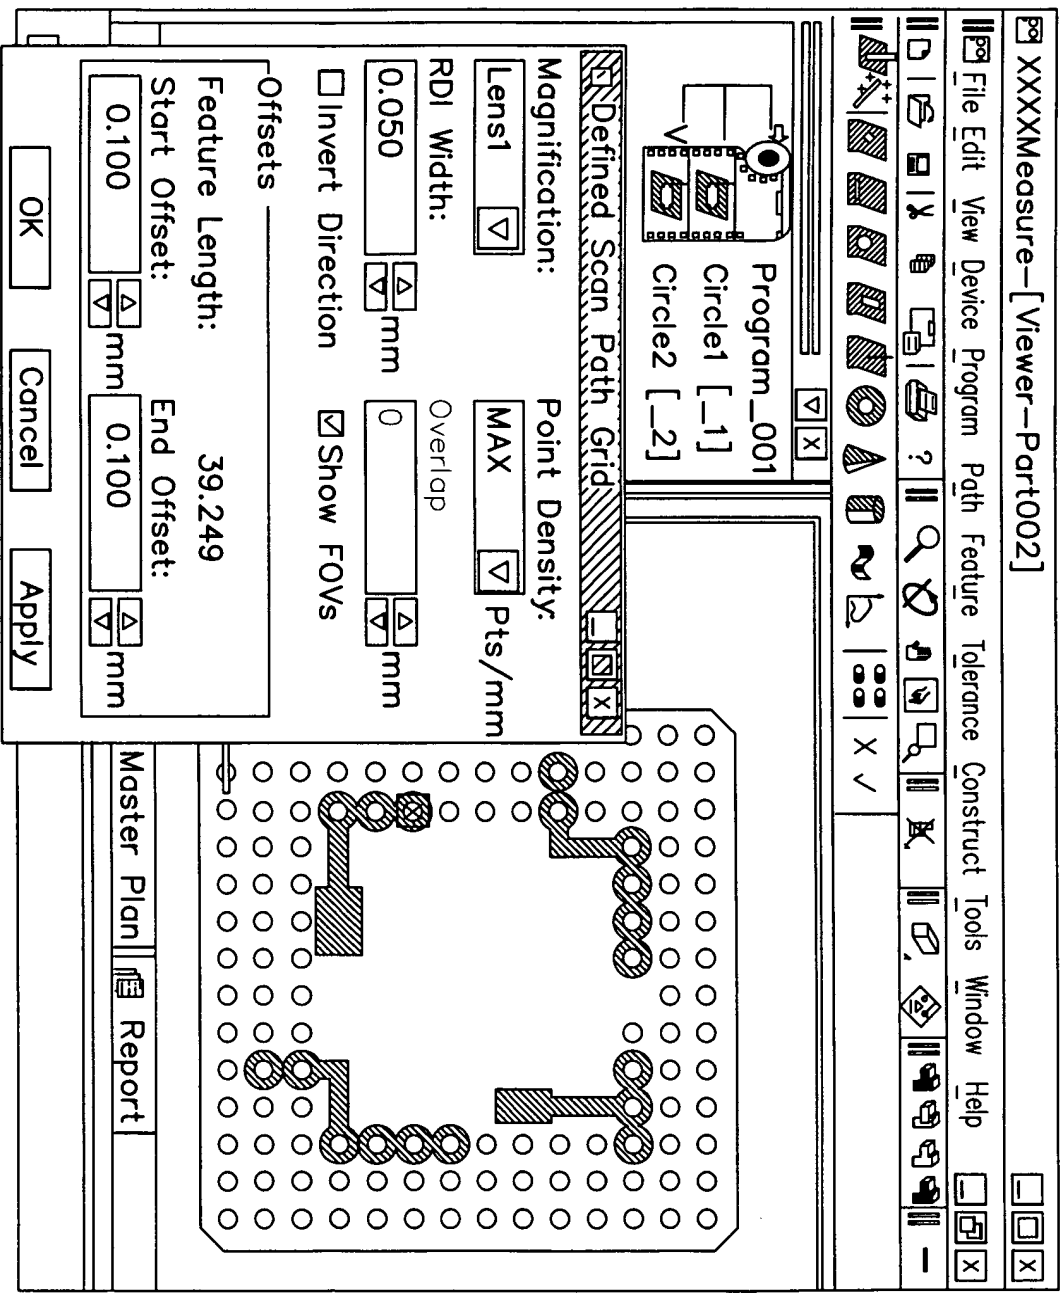 XXXXMeasure-[Viewer-Part002]
File Edit View Device Program Path Feature Tolerance Construct Tools Window Help
?
Program_001
Circle1 [_1]
Circle2 [_2]
Defined Scan Path Grid
Magnification: Point Density:
Lens1 MAX Pts/mm
RDI Width: Overlap
0.050 mm 0 mm
Invert Direction Show FOVs
Offsets
Feature Length: 39.249
Start Offset: End Offset:
0.100 mm 0.100 mm
OK Cancel Apply
Master Plan Report